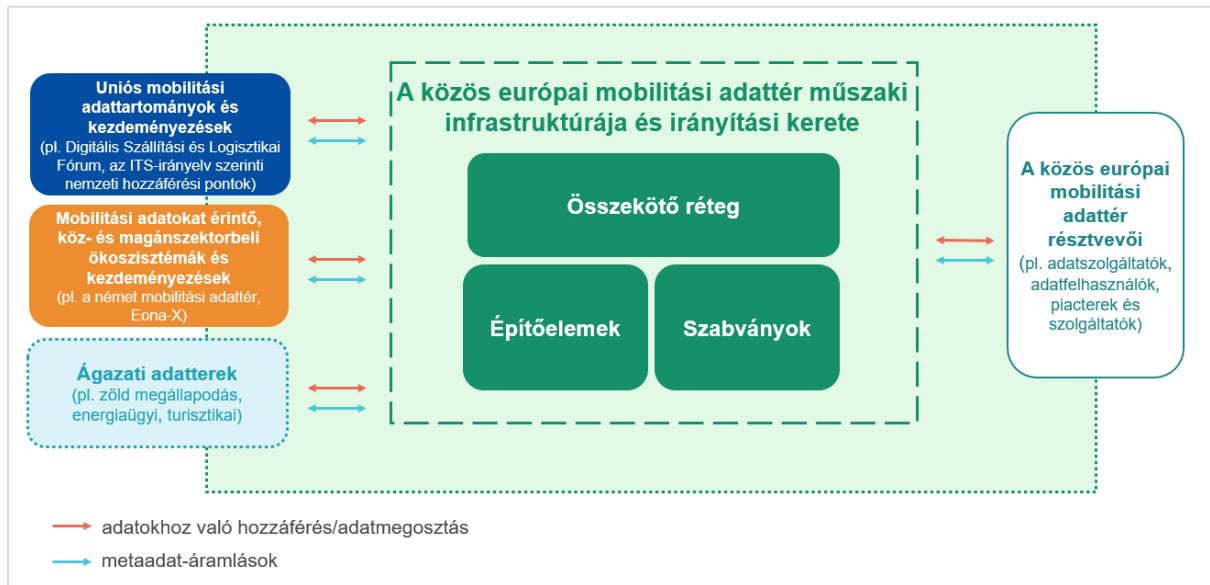 Uniós mobilitási
adattartományok és
kezdeményezések
(pl. Digitális Szállítási és Logisztikai
Fórum, az ITS-irányelv szerinti
nemzeti hozzáférési pontok)
Mobilitási adatokat érintő,
köz- és magánszektorbeli
ökoszisztémák és
kezdeményezések
(pl. a német mobilitási adattér,
Eona-X)
Ágazati adatterek
(pl. zöld megállapodás,
energiaügyi, turisztikai)
A közös európai mobilitási adattér műszaki
infrastruktúrája és irányítási kerete
Összekötő réteg
Építőelemek
Szabványok
A közös európai
mobilitási
adattér
résztvevői
(pl. adatszolgáltatók,
adatfelhasználók,
piacterek és
szolgáltatók)
adatokhoz való hozzáférés/adatmegosztás
metaadat-áramlások